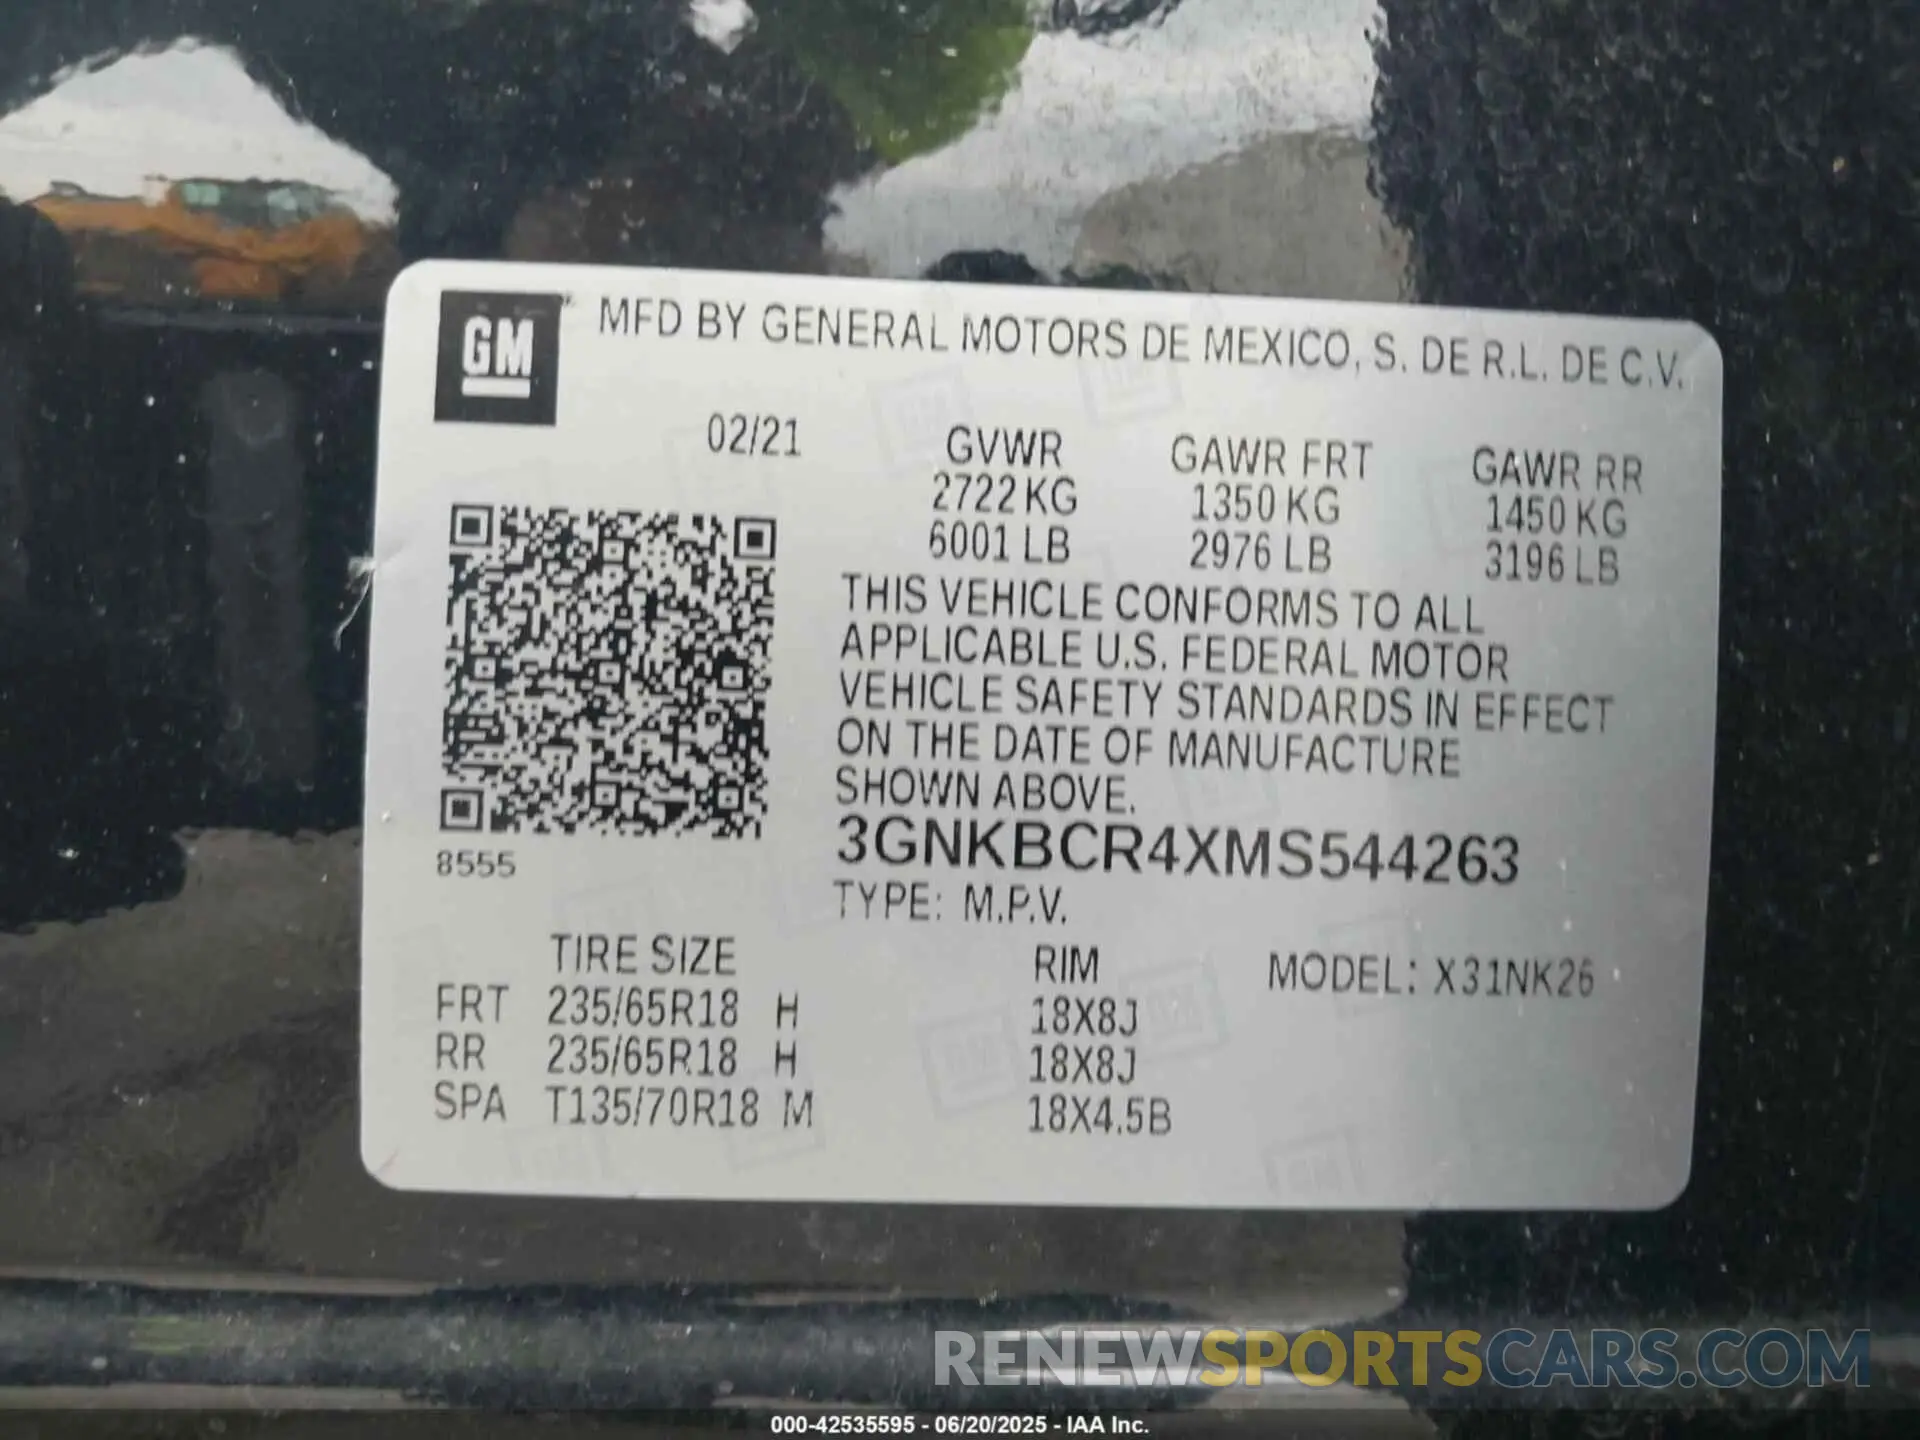 GM
MFD BY GENERAL MOTORS DE MEXICO, S. DE R.L. DE C.V.
02/21
GVWR GAWR FRT GAWR RR
2722 KG 1350 KG 1450 KG
6001 LB 2976 LB 3196 LB
THIS VEHICLE CONFORMS TO ALL
APPLICABLE U.S. FEDERAL MOTOR
VEHICLE SAFETY STANDARDS IN EFFECT
ON THE DATE OF MANUFACTURE
SHOWN ABOVE.
8555
3GNKBCR4XMS544263
TYPE: M.P.V.
TIRE SIZE RIM MODEL: X31NK26
FRT 235/65R18 H 18X8J
RR 235/65R18 H 18X8J
SPA T135/70R18 M 18X4.5B
RENEWSPORTSCARS.COM
000-42535595 - 06/20/2025 - IAA Inc.